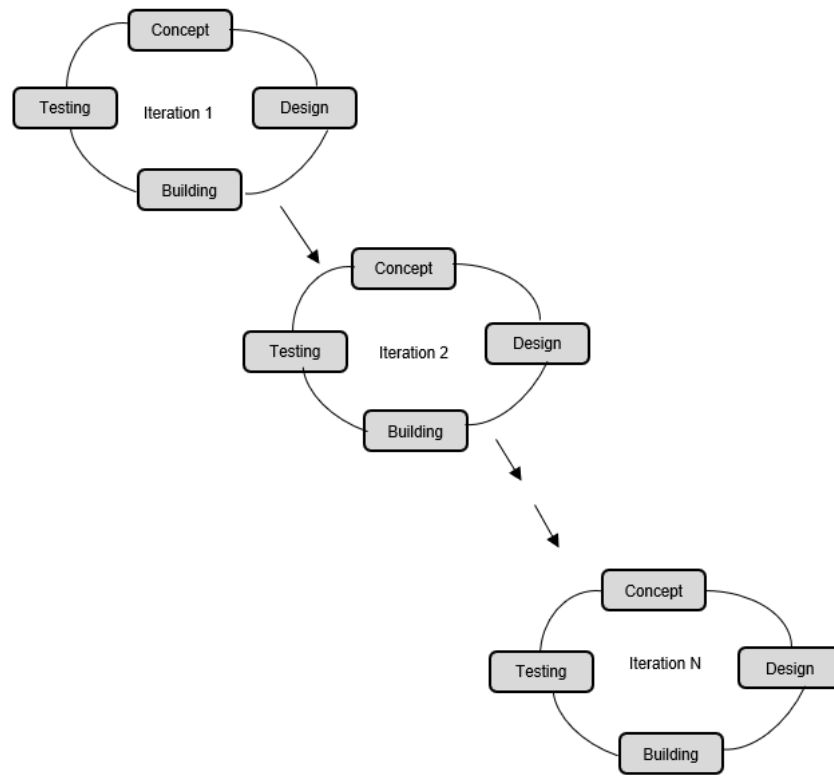 Concept
Testing
Iteration 1
Design
Building
Concept
Testing
Iteration 2
Design
Building
Concept
Testing
Iteration N
Design
Building